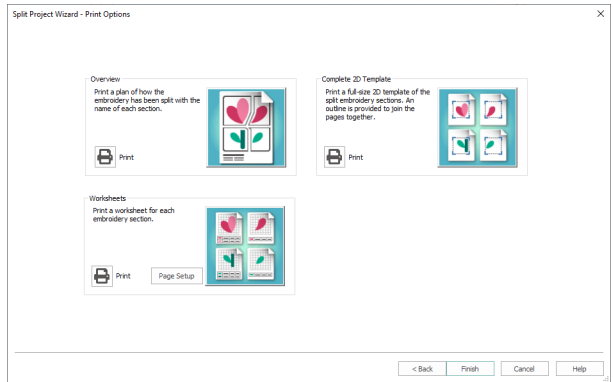 Split Project Wizard - Print Options
Overview
Print a plan of how the
embroidery has been split with the
name of each section.
Print
Complete 2D Template
Print a full-size 2D template of the
split embroidery sections. An
outline is provided to join the
pages together.
Print
Worksheets
Print a worksheet for each
embroidery section.
Print
Page Setup
< Back Finish Cancel Help